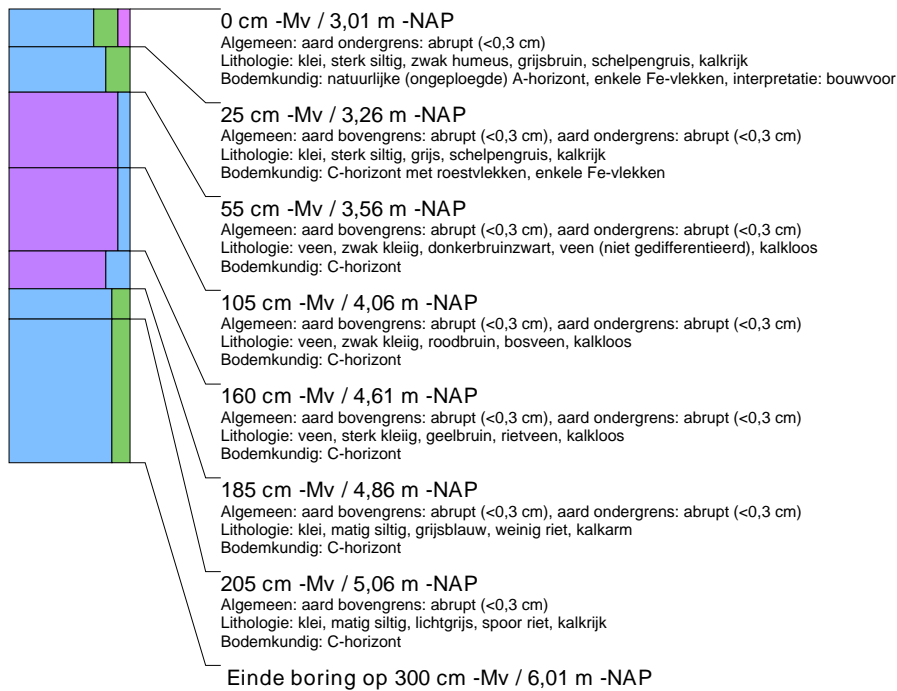 0 cm -Mv / 3,01 m -NAP
Algemeen: aard ondergrens: abrupt (<0,3 cm)
Lithologie: klei, sterk siltig, zwak humeus, grijsbruin, schelpengruis, kalkrijk
Bodemkundig: natuurlijke (ongeploegde) A-horizont, enkele Fe-vlekken, interpretatie: bouwvoor
25 cm -Mv / 3,26 m -NAP
Algemeen: aard bovengrens: abrupt (<0,3 cm), aard ondergrens: abrupt (<0,3 cm)
Lithologie: klei, sterk siltig, grijs, schelpengruis, kalkrijk
Bodemkundig: C-horizont met roestvlekken, enkele Fe-vlekken
55 cm -Mv / 3,56 m -NAP
Algemeen: aard bovengrens: abrupt (<0,3 cm), aard ondergrens: abrupt (<0,3 cm)
Lithologie: veen, zwak kleiig, donkerbruinzwart, veen (niet gedifferentieerd), kalkloos
Bodemkundig: C-horizont
105 cm -Mv / 4,06 m -NAP
Algemeen: aard bovengrens: abrupt (<0,3 cm), aard ondergrens: abrupt (<0,3 cm)
Lithologie: veen, zwak kleiig, roodbruin, bosveen, kalkloos
Bodemkundig: C-horizont
160 cm -Mv / 4,61 m -NAP
Algemeen: aard bovengrens: abrupt (<0,3 cm), aard ondergrens: abrupt (<0,3 cm)
Lithologie: veen, sterk kleiig, geelbruin, rietveen, kalkloos
Bodemkundig: C-horizont
185 cm -Mv / 4,86 m -NAP
Algemeen: aard bovengrens: abrupt (<0,3 cm), aard ondergrens: abrupt (<0,3 cm)
Lithologie: klei, matig siltig, grijsblauw, weinig riet, kalkarm
Bodemkundig: C-horizont
205 cm -Mv / 5,06 m -NAP
Algemeen: aard bovengrens: abrupt (<0,3 cm)
Lithologie: klei, matig siltig, lichtgrijs, spoor riet, kalkrijk
Bodemkundig: C-horizont
Einde boring op 300 cm -Mv / 6,01 m -NAP